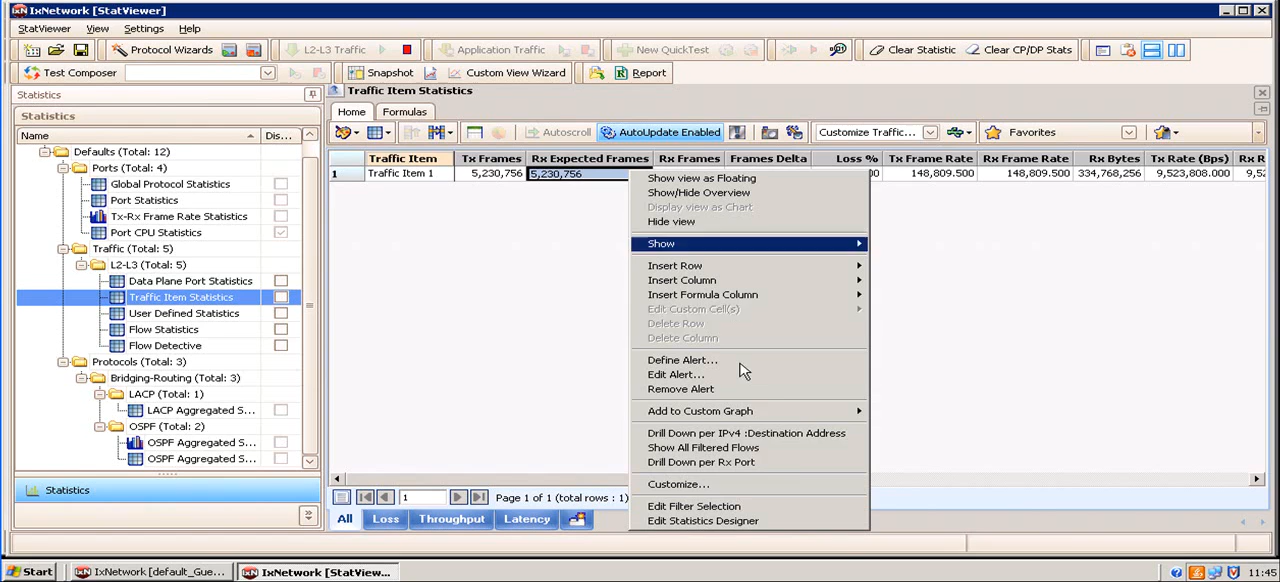 IxNetwork [StatViewer]
StatViewer View Settings Help
Protocol Wizards L2-L3 Traffic Application Traffic New QuickTest Clear Statistic Clear CP/DP Stats
Test Composer Snapshot Custom View Wizard Report
Statistics
Statistics
Name Dis...
Defaults (Total: 12)
Ports (Total: 4)
Global Protocol Statistics
Port Statistics
Tx-Rx Frame Rate Statistics
Port CPU Statistics
Traffic (Total: 5)
L2-L3 (Total: 5)
Data Plane Port Statistics
Traffic Item Statistics
User Defined Statistics
Flow Statistics
Flow Detective
Protocols (Total: 3)
Bridging-Routing (Total: 3)
LACP (Total: 1)
LACP Aggregated S...
OSPF (Total: 2)
OSPF Aggregated S...
OSPF Aggregated S...
Statistics
Traffic Item Statistics
Home Formulas
Autoscroll AutoUpdate Enabled Customize Traffic... Favorites
Traffic Item Tx Frames Rx Expected Frames Rx Frames Frames Delta Loss % Tx Frame Rate Rx Frame Rate Rx Bytes Tx Rate (Bps) Rx R
1 Traffic Item 1 5,230,756 5,230,756 00 148,809.500 148,809.500 334,768,256 9,523,808.000 9,52
Show view as Floating
Show/Hide Overview
Display view as Chart
Hide view
Show
Insert Row
Insert Column
Insert Formula Column
Edit Custom Cell(s)
Delete Row
Delete Column
Define Alert...
Edit Alert...
Remove Alert
Add to Custom Graph
Drill Down per IPv4 :Destination Address
Show All Filtered Flows
Drill Down per Rx Port
Customize...
Edit Filter Selection
Edit Statistics Designer
1 Page 1 of 1 (total rows : 1)
All Loss Throughput Latency
Start IxNetwork [default_Gue... IxNetwork [StatView... 11:45